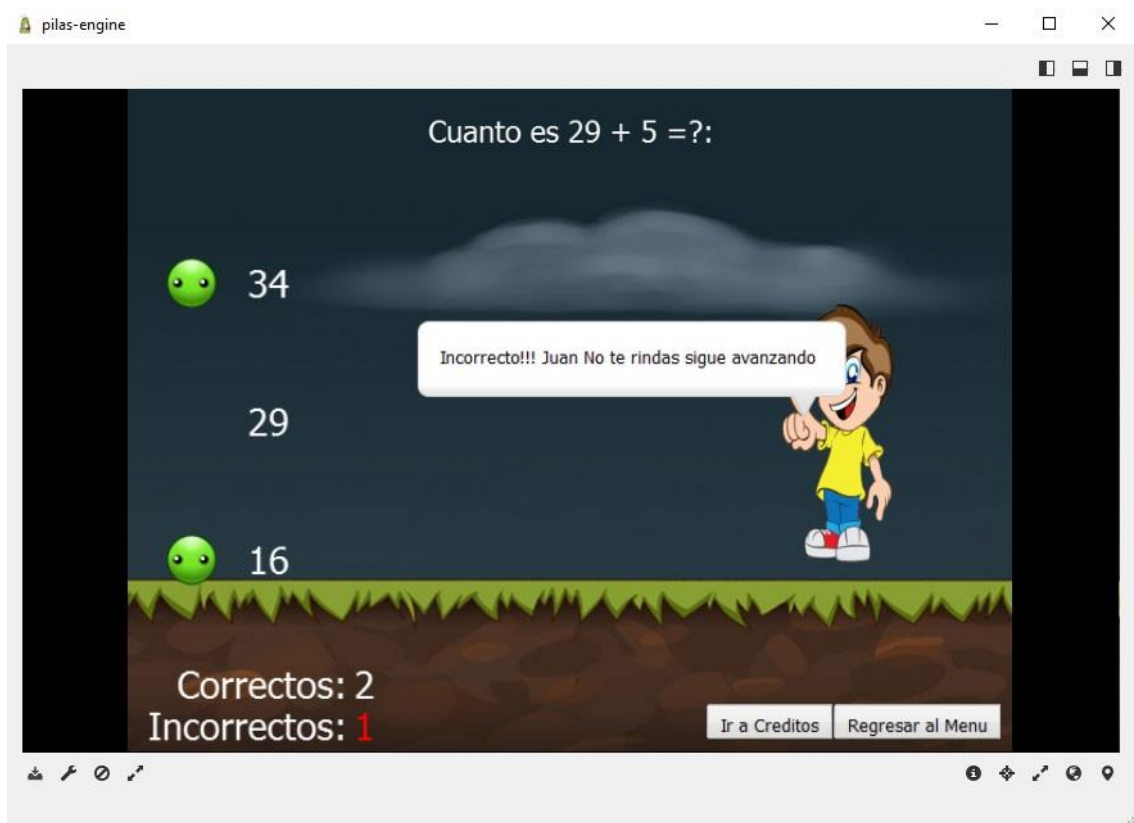 pilas-engine
Cuanto es 29 + 5 =?:
34
Incorrecto!!! Juan No te rindas sigue avanzando
29
16
Correctos: 2
Incorrectos: 1
Ir a Creditos
Regresar al Menu